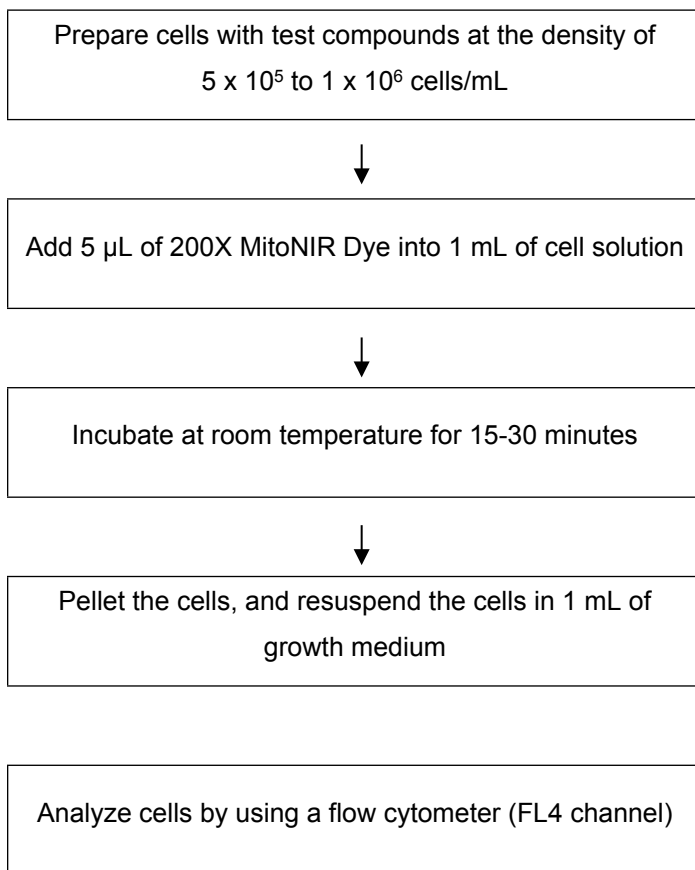 Prepare cells with test compounds at the density of
5 x 10⁵ to 1 x 10⁶ cells/mL
Add 5 µL of 200X MitoNIR Dye into 1 mL of cell solution
Incubate at room temperature for 15-30 minutes
Pellet the cells, and resuspend the cells in 1 mL of
growth medium
Analyze cells by using a flow cytometer (FL4 channel)